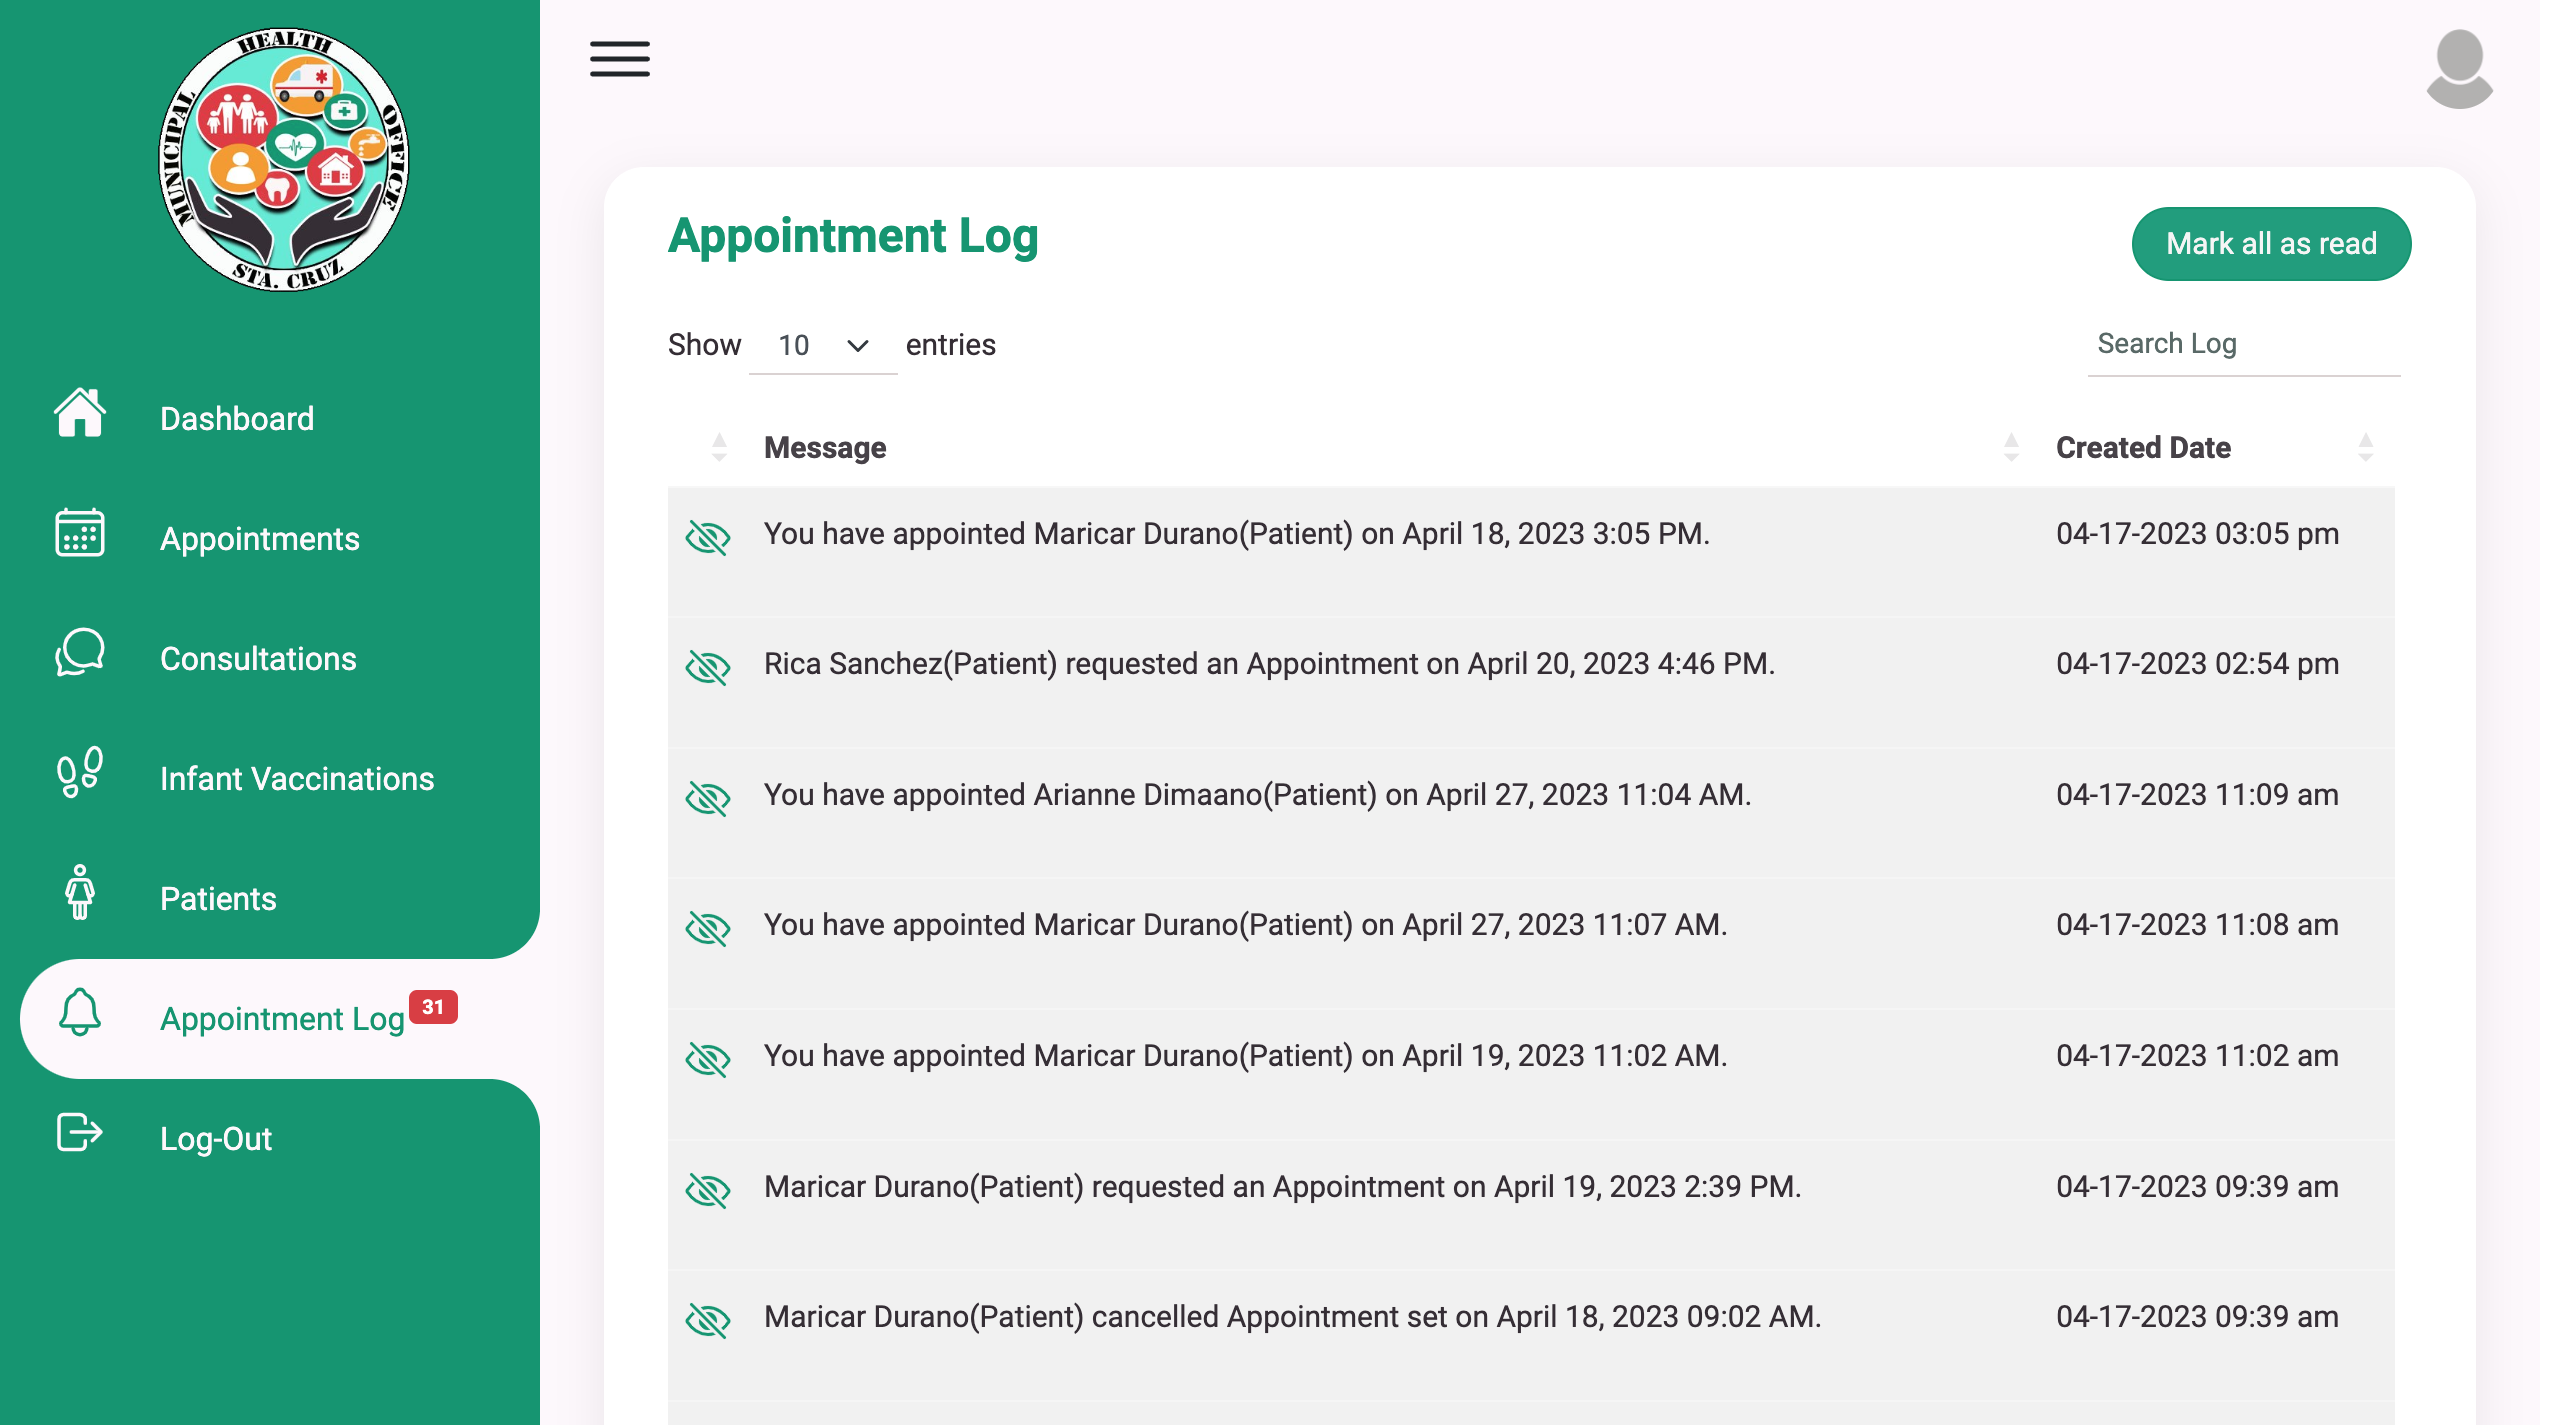 MUNICIPAL HEALTH OFFICE
STA. CRUZ
Dashboard
Appointments
Consultations
Infant Vaccinations
Patients
Appointment Log 31
Log-Out
Appointment Log
Mark all as read
Show 10 entries
Search Log
Message Created Date
You have appointed Maricar Durano(Patient) on April 18, 2023 3:05 PM. 04-17-2023 03:05 pm
Rica Sanchez(Patient) requested an Appointment on April 20, 2023 4:46 PM. 04-17-2023 02:54 pm
You have appointed Arianne Dimaano(Patient) on April 27, 2023 11:04 AM. 04-17-2023 11:09 am
You have appointed Maricar Durano(Patient) on April 27, 2023 11:07 AM. 04-17-2023 11:08 am
You have appointed Maricar Durano(Patient) on April 19, 2023 11:02 AM. 04-17-2023 11:02 am
Maricar Durano(Patient) requested an Appointment on April 19, 2023 2:39 PM. 04-17-2023 09:39 am
Maricar Durano(Patient) cancelled Appointment set on April 18, 2023 09:02 AM. 04-17-2023 09:39 am